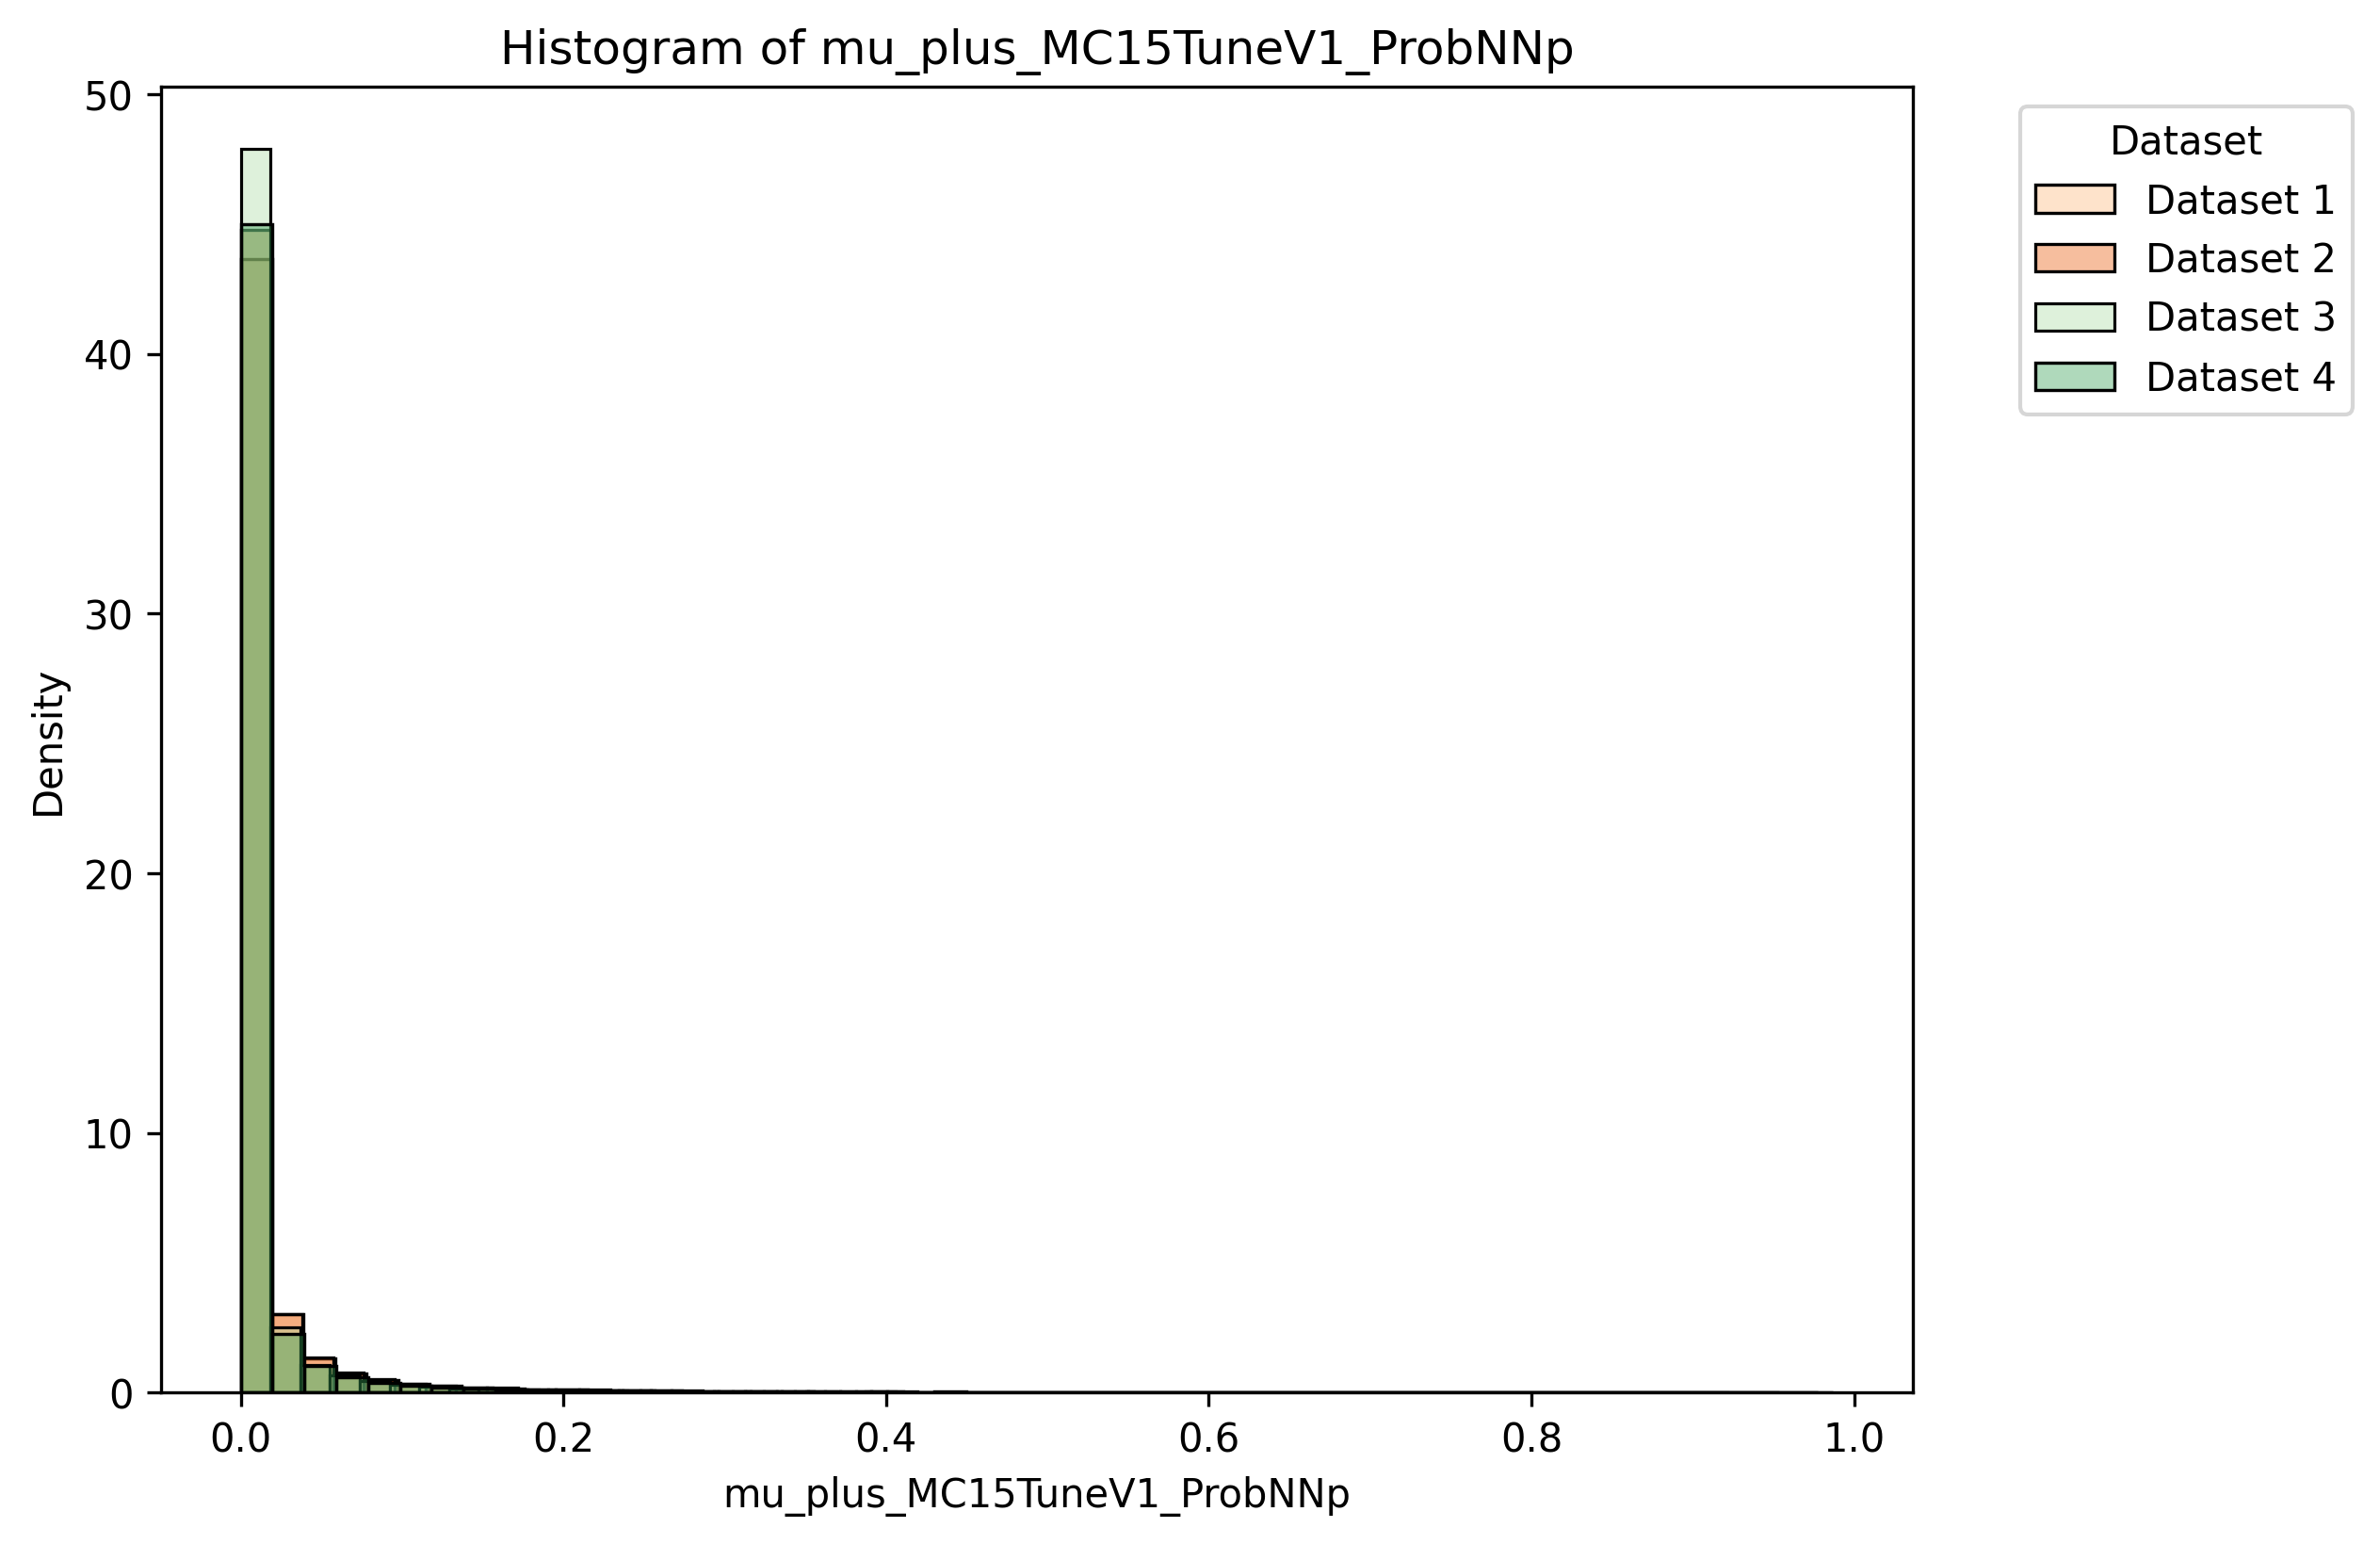 Histogram of mu_plus_MC15TuneV1_ProbNNp
50
40
30
20
10
0
Density
0.0 0.2 0.4 0.6 0.8 1.0
mu_plus_MC15TuneV1_ProbNNp
Dataset
Dataset 1
Dataset 2
Dataset 3
Dataset 4